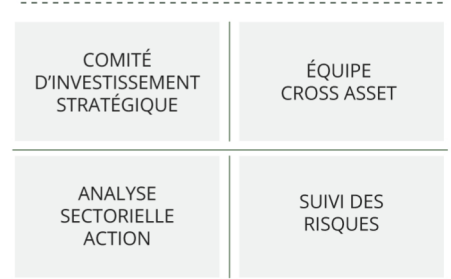 COMITÉ
D'INVESTISSEMENT
STRATÉGIQUE
ÉQUIPE
CROSS ASSET
ANALYSE
SECTORIELLE
ACTION
SUIVI DES
RISQUES